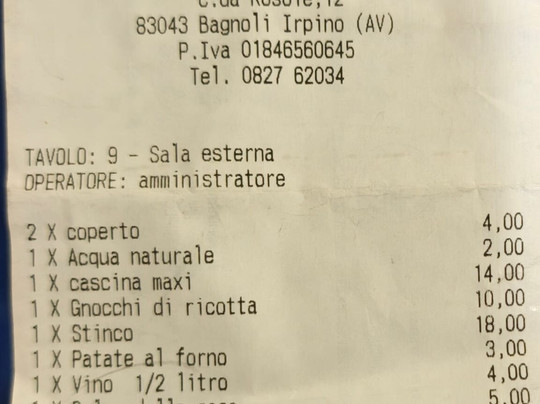 83043 Bagnoli Irpino (AV)
P.Iva 01846560645
Tel. 0827 62034
TAVOLO: 9 - Sala esterna
OPERATORE: amministratore
2 X coperto 4,00
1 X Acqua naturale 2,00
1 X cascina maxi 14,00
1 X Gnocchi di ricotta 10,00
1 X Stinco 18,00
1 X Patate al forno 3,00
1 X Vino 1/2 litro 4,00
5,00